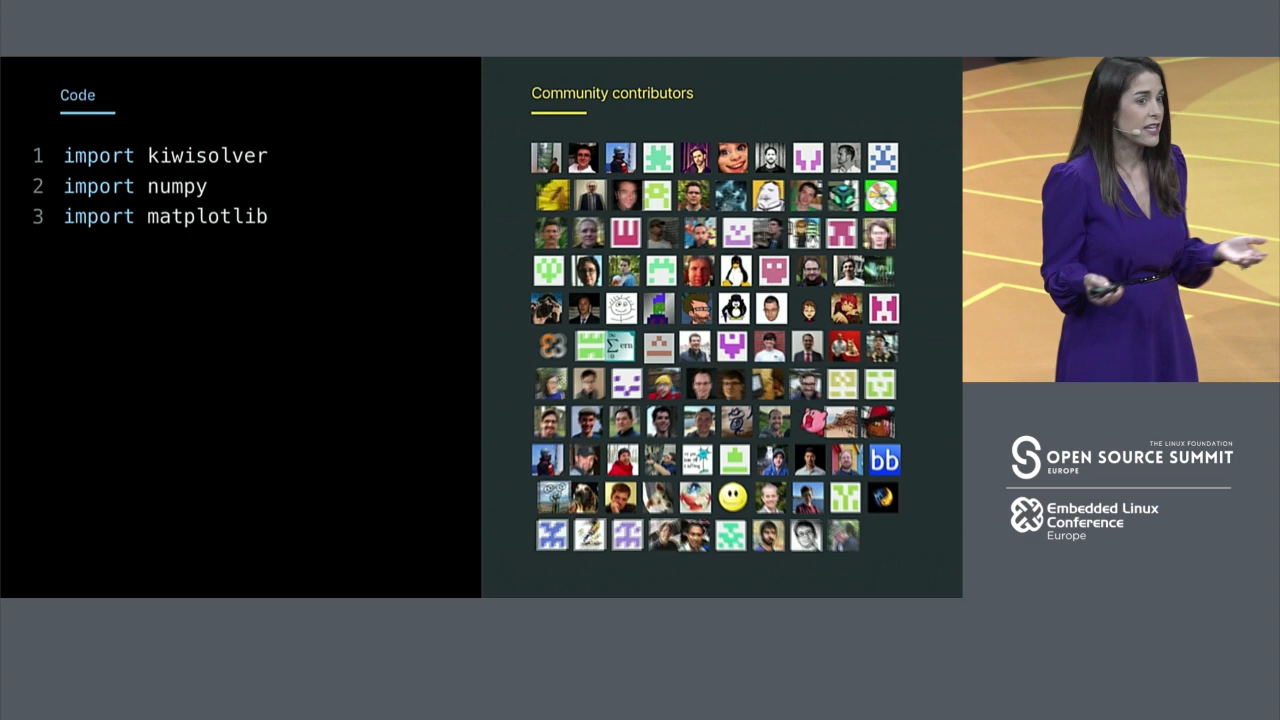 Code
1 import kiwisolver
2 import numpy
3 import matplotlib
Community contributors
ern
bb
THE LINUX FOUNDATION
OPEN SOURCE SUMMIT
EUROPE
Embedded Linux
Conference
Europe